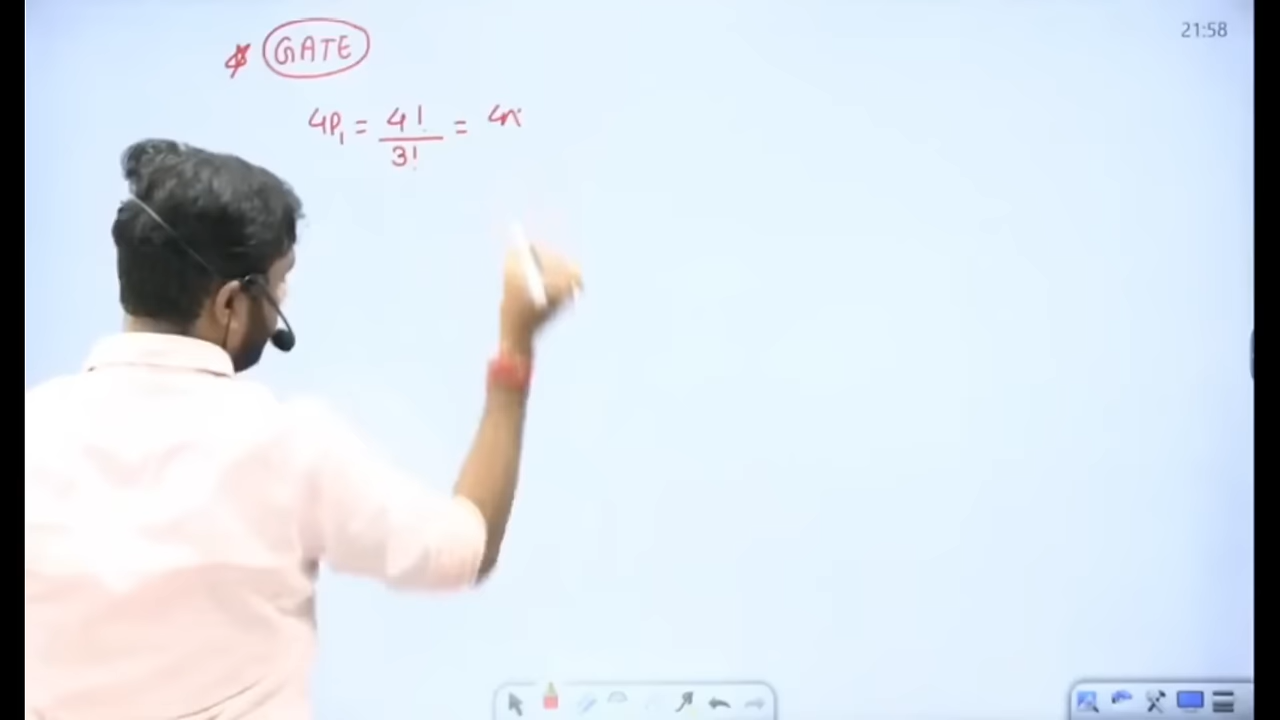 21:58
* GATE
4P₁ = 4! / 3! =